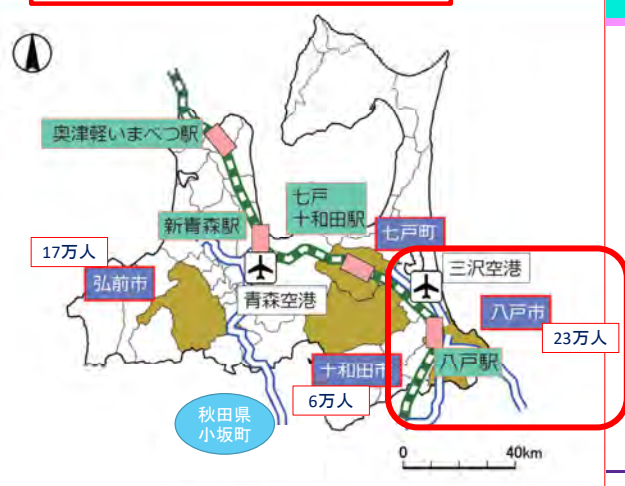 奥津軽いまべつ駅
七戸
十和田駅
新青森駅
七戸町
17万人
三沢空港
弘前市
青森空港
八戸市
23万人
十和田市
八戸駅
6万人
秋田県
小坂町
0
40km